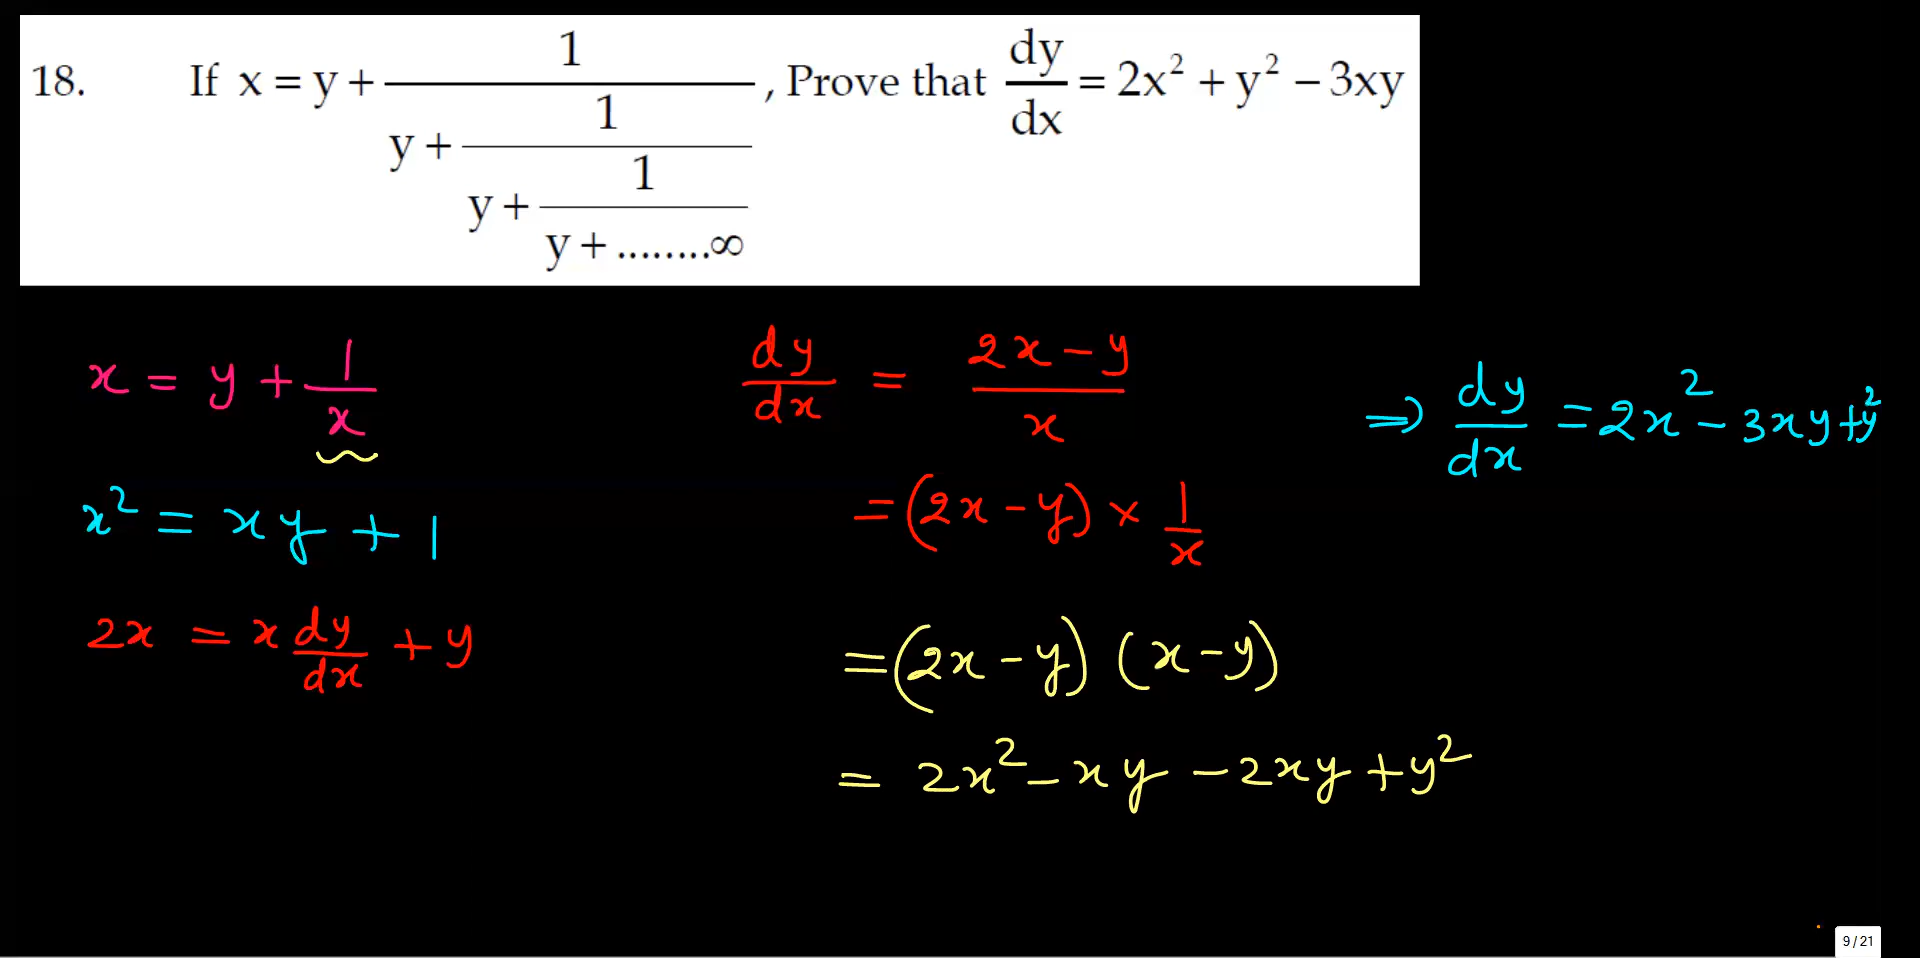 18. If x = y + 1/(y + 1/(y + 1/(y + ........∞))), Prove that dy/dx = 2x² + y² − 3xy
x = y + 1/x
x² = xy + 1
2x = x dy/dx + y
dy/dx = (2x − y)/x
= (2x − y) × 1/x
= (2x − y) (x − y)
= 2x² − xy − 2xy + y²
⇒ dy/dx = 2x² − 3xy + y²
9 / 21